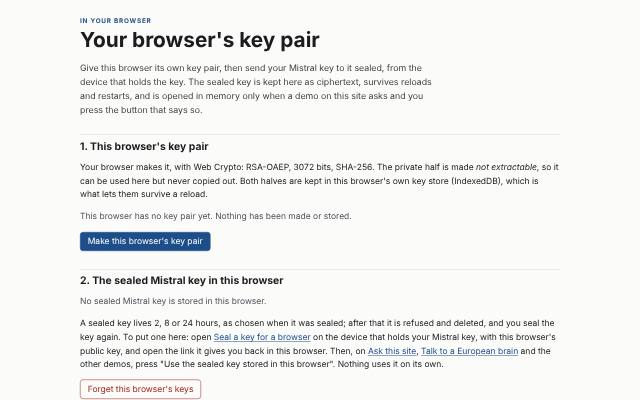 IN YOUR BROWSER
Your browser's key pair
Give this browser its own key pair, then send your Mistral key to it sealed, from the
device that holds the key. The sealed key is kept here as ciphertext, survives reloads
and restarts, and is opened in memory only when a demo on this site asks and you
press the button that says so.
1. This browser's key pair
Your browser makes it, with Web Crypto: RSA-OAEP, 3072 bits, SHA-256. The private half is made not extractable, so it
can be used here but never copied out. Both halves are kept in this browser's own key store (IndexedDB), which is
what lets them survive a reload.
This browser has no key pair yet. Nothing has been made or stored.
Make this browser's key pair
2. The sealed Mistral key in this browser
No sealed Mistral key is stored in this browser.
A sealed key lives 2, 8 or 24 hours, as chosen when it was sealed; after that it is refused and deleted, and you seal the
key again. To put one here: open Seal a key for a browser on the device that holds your Mistral key, with this browser's
public key, and open the link it gives you back in this browser. Then, on Ask this site, Talk to a European brain and the
other demos, press "Use the sealed key stored in this browser". Nothing uses it on its own.
Forget this browser's keys